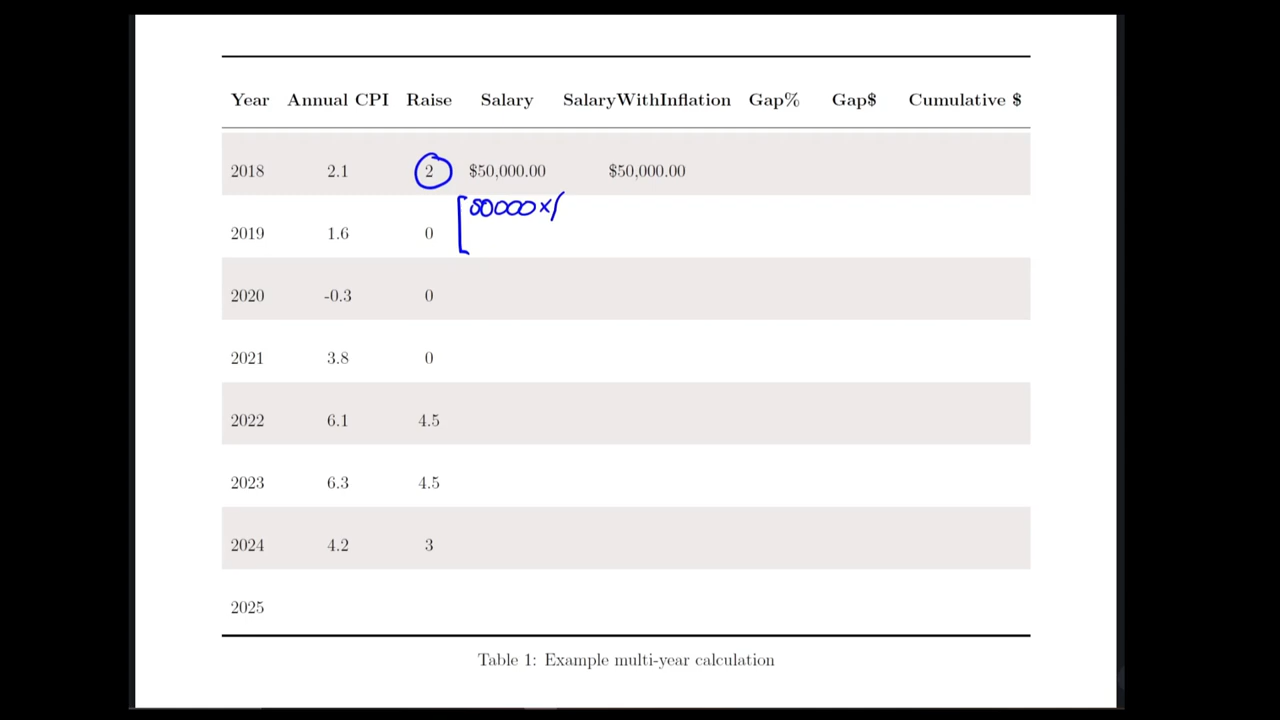 Year Annual CPI Raise Salary SalaryWithInflation Gap% Gap$ Cumulative $
2018 2.1 2 $50,000.00 $50,000.00
[50000×(
2019 1.6 0
2020 -0.3 0
2021 3.8 0
2022 6.1 4.5
2023 6.3 4.5
2024 4.2 3
2025
Table 1: Example multi-year calculation